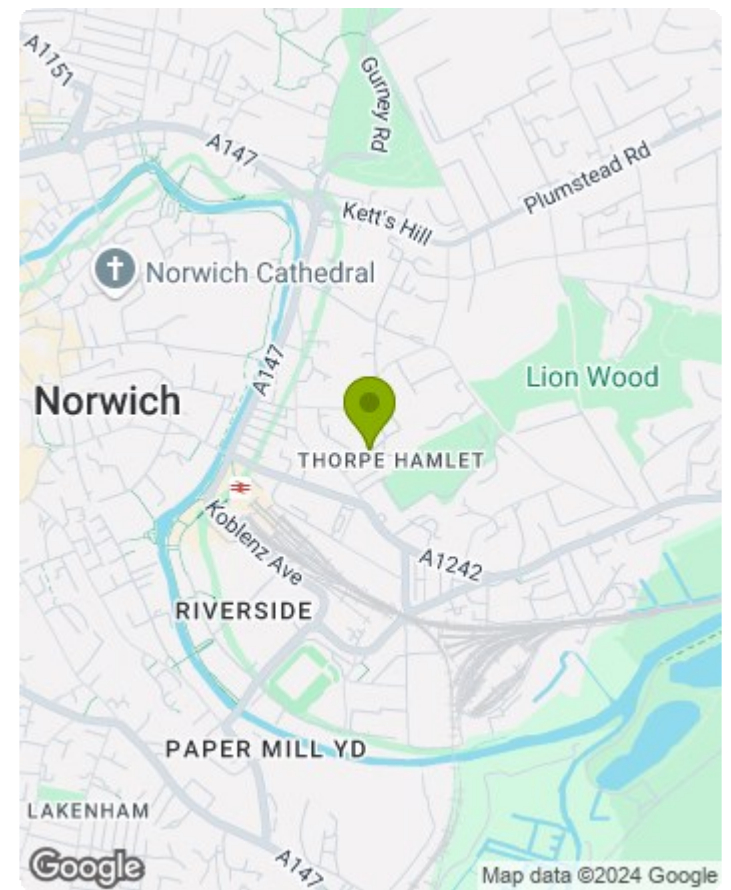 A1151
Gurney Rd
A147
Plumstead Rd
Kett's Hill
Norwich Cathedral
A147
Lion Wood
Norwich
THORPE HAMLET
Koblenz Ave
A1242
RIVERSIDE
PAPER MILL YD
LAKENHAM
A147
Google
Map data ©2024 Google